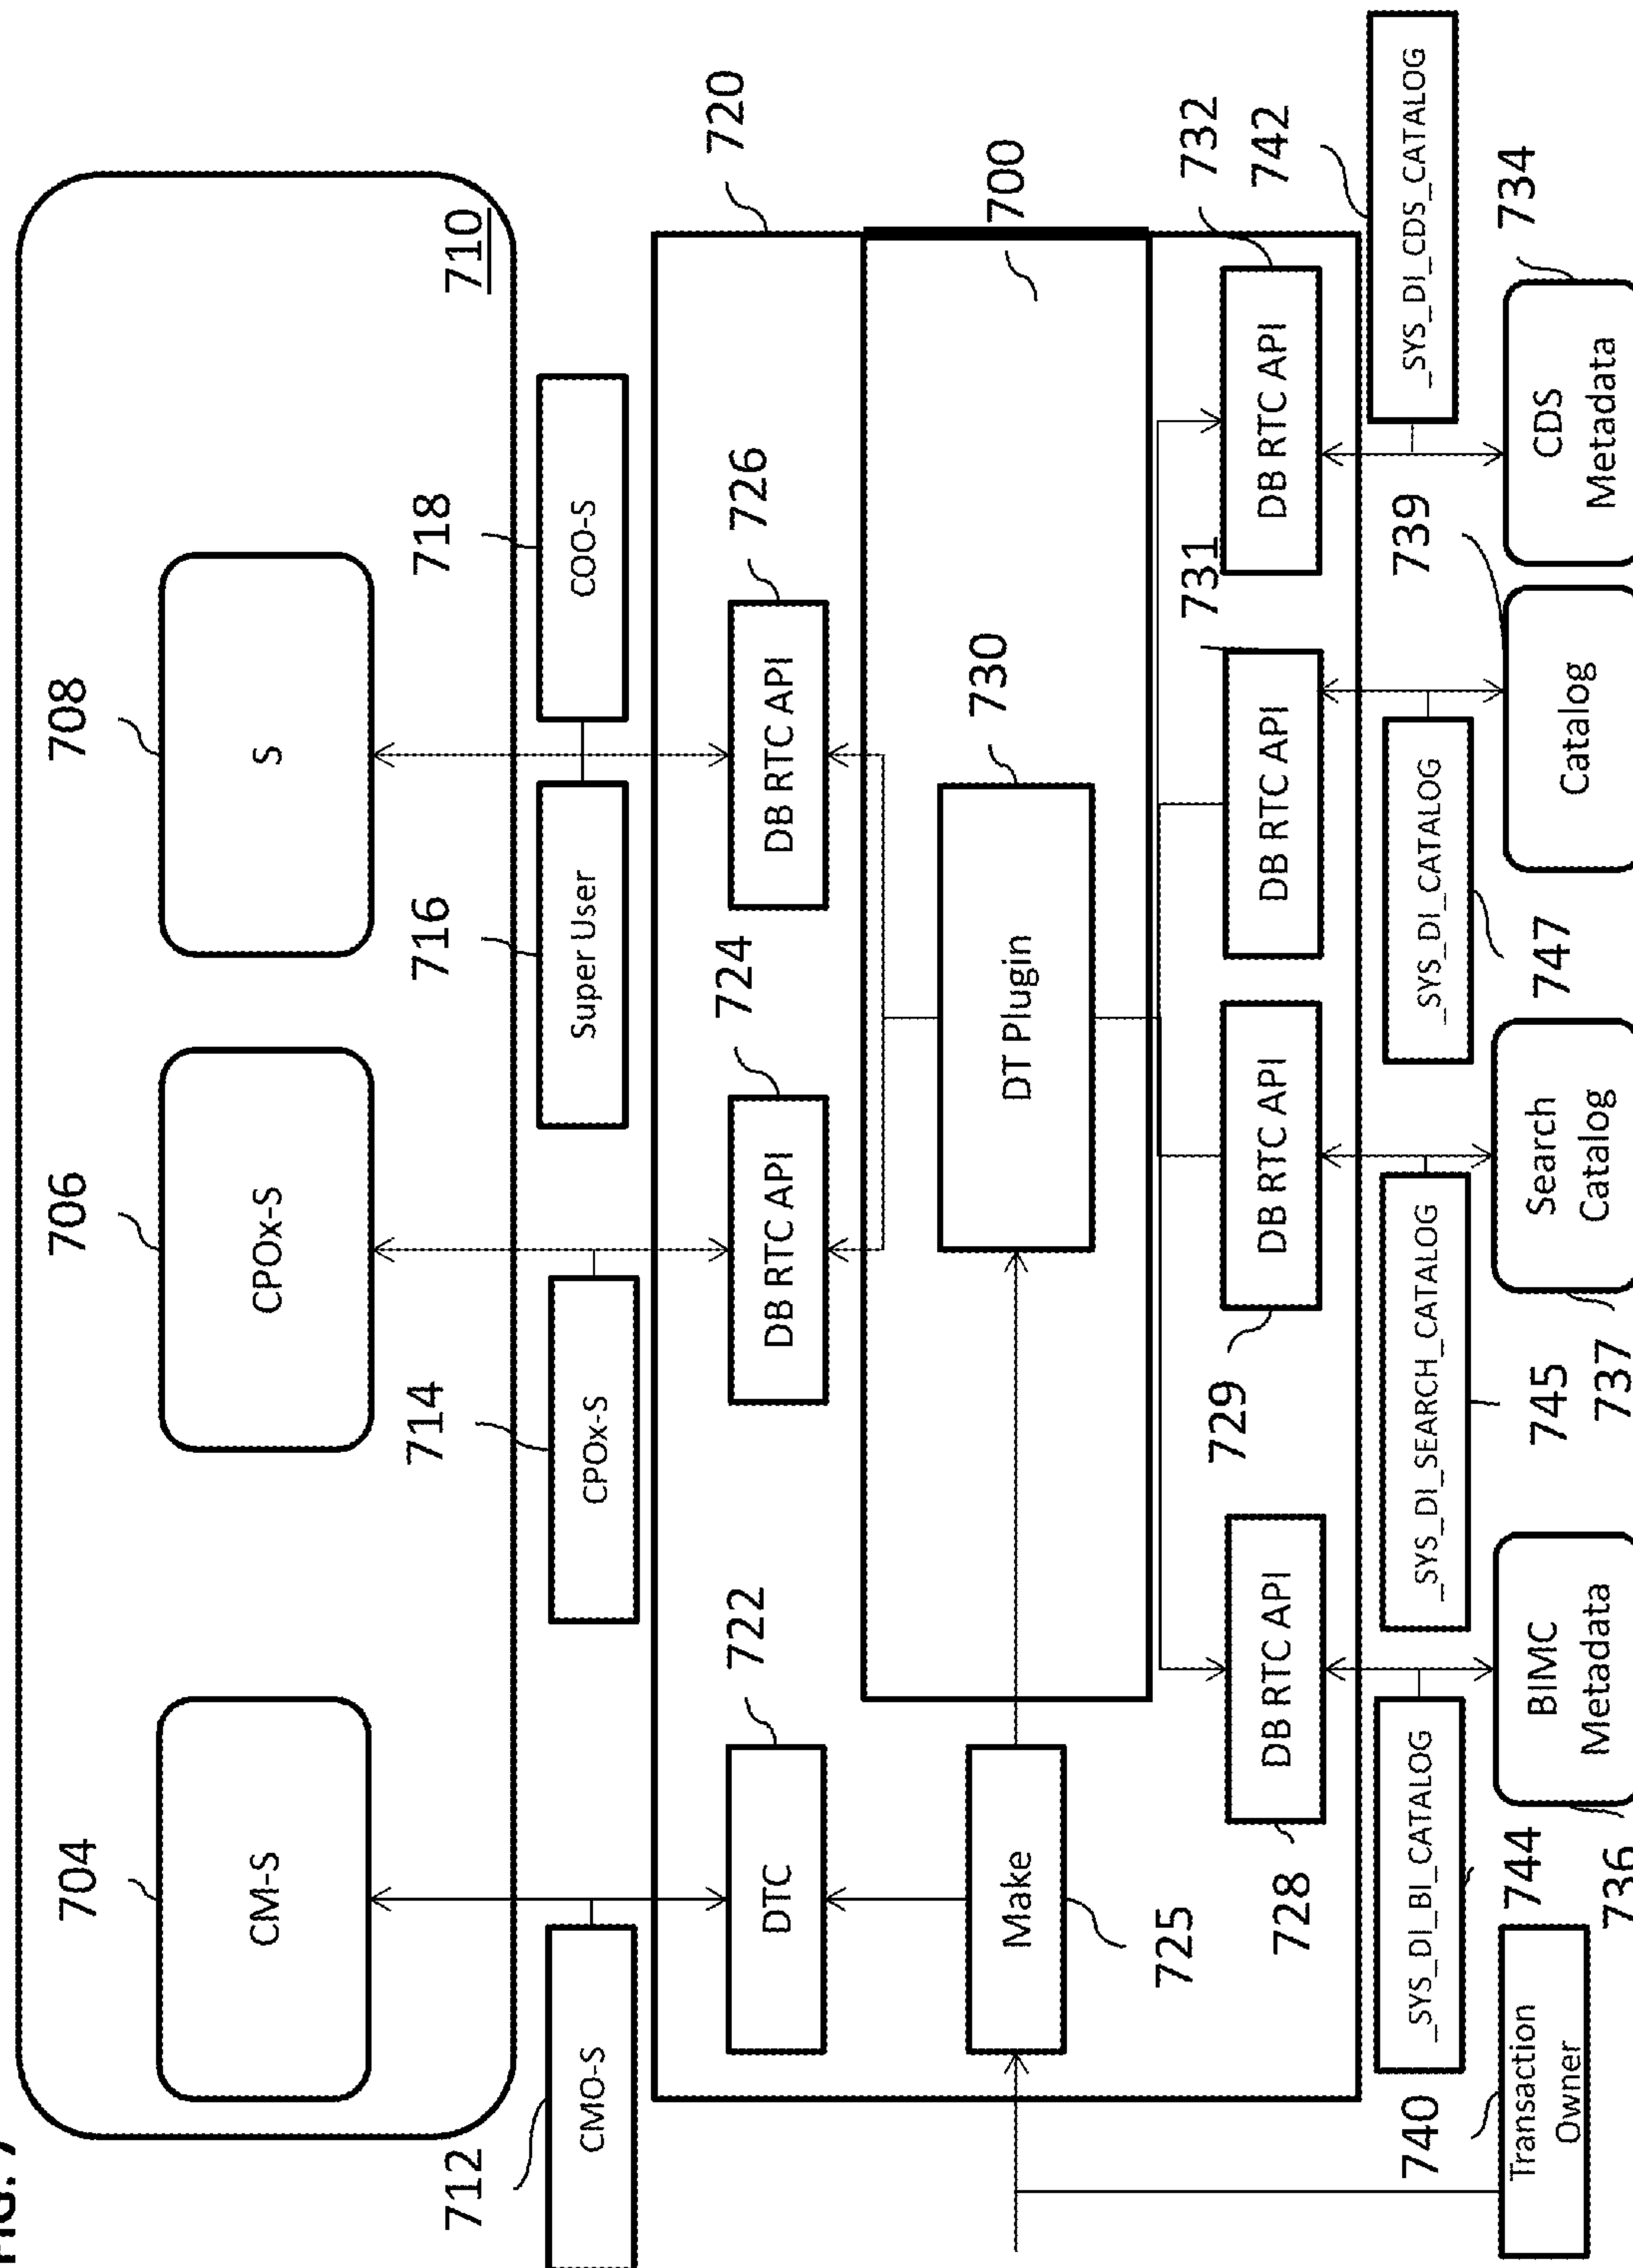 FIG. 7
704
706
708
CM-S
CPOx-S
S
710
712
714
716
718
CMO-S
CPOx-S
Super User
COO-S
720
722
724
726
DTC
DB RTC API
DB RTC API
700
730
Make
DT Plugin
725
728
729
731
732
DB RTC API
DB RTC API
DB RTC API
DB RTC API
742
740
_SYS_DI_BI_CATALOG
_SYS_DI_SEARCH_CATALOG
_SYS_DI_CATALOG
_SYS_DI_CDS_CATALOG
739
744
745
747
734
Transaction
Owner
BIMC
Metadata
Search
Catalog
Catalog
CDS
Metadata
736
737